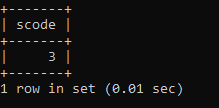 +-------+
| scode |
+-------+
|     3 |
+-------+
1 row in set (0.01 sec)